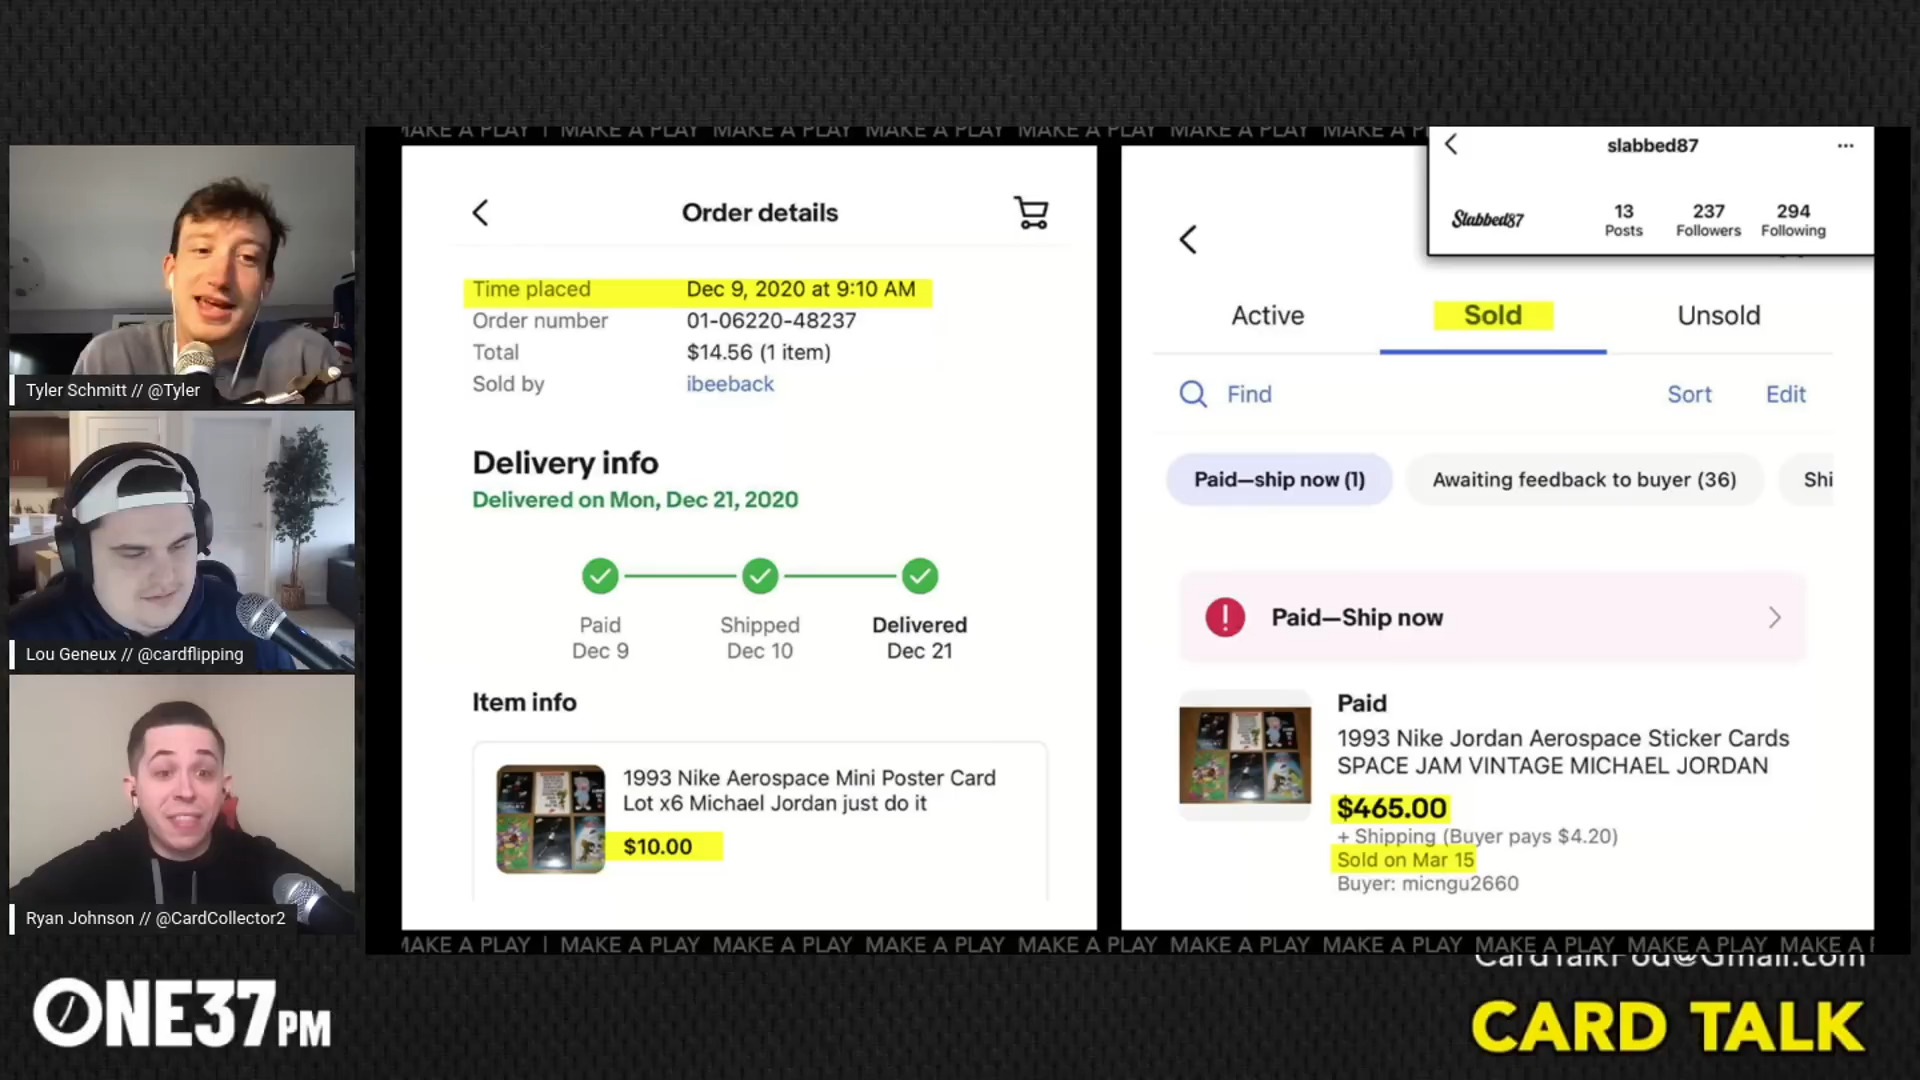 MAKE A PLAY | MAKE A PLAY MAKE A PLAY MAKE A PLAY MAKE A PLAY MAKE A PLAY MAKE A P
slabbed87
Slabbed87
13
237
294
Posts
Followers
Following
Order details
Time placed
Dec 9, 2020 at 9:10 AM
Order number
01-06220-48237
Total
$14.56 (1 item)
Sold by
ibeeback
Delivery info
Delivered on Mon, Dec 21, 2020
Paid
Shipped
Delivered
Dec 9
Dec 10
Dec 21
Item info
1993 Nike Aerospace Mini Poster Card
Lot x6 Michael Jordan just do it
$10.00
Active
Sold
Unsold
Find
Sort
Edit
Paid—ship now (1)
Awaiting feedback to buyer (36)
Shi
Paid—Ship now
Paid
1993 Nike Jordan Aerospace Sticker Cards
SPACE JAM VINTAGE MICHAEL JORDAN
$465.00
+ Shipping (Buyer pays $4.20)
Sold on Mar 15
Buyer: micngu2660
Tyler Schmitt // @Tyler
Lou Geneux // @cardflipping
Ryan Johnson // @CardCollector2
MAKE A PLAY | MAKE A PLAY MAKE A PLAY MAKE A PLAY MAKE A PLAY MAKE A PLAY MAKE A PLAY MAKE A PLAY MAKE A P
CardTalkPod@Gmail.com
ONE37PM
CARD TALK